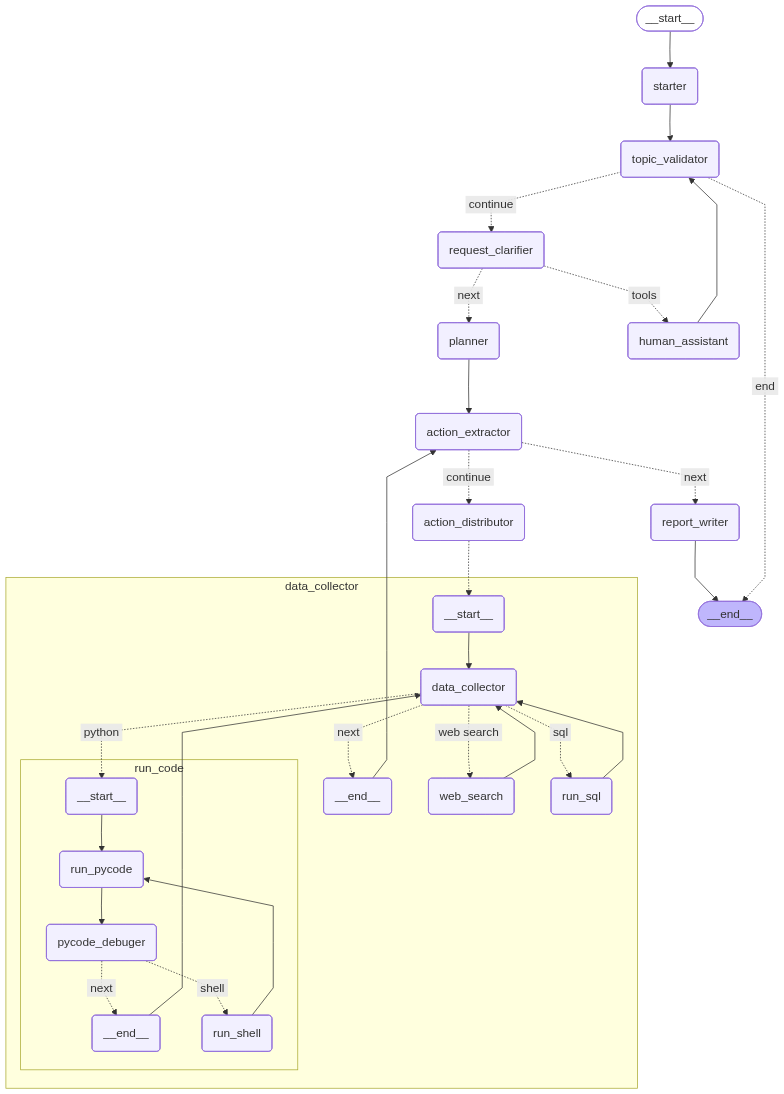 __start__
starter
topic_validator
continue
request_clarifier
next
tools
planner
human_assistant
end
action_extractor
continue
next
action_distributor
report_writer
data_collector
__start__
__end__
data_collector
python
next
web search
sql
run_code
__start__
__end__
web_search
run_sql
run_pycode
pycode_debuger
next
shell
__end__
run_shell